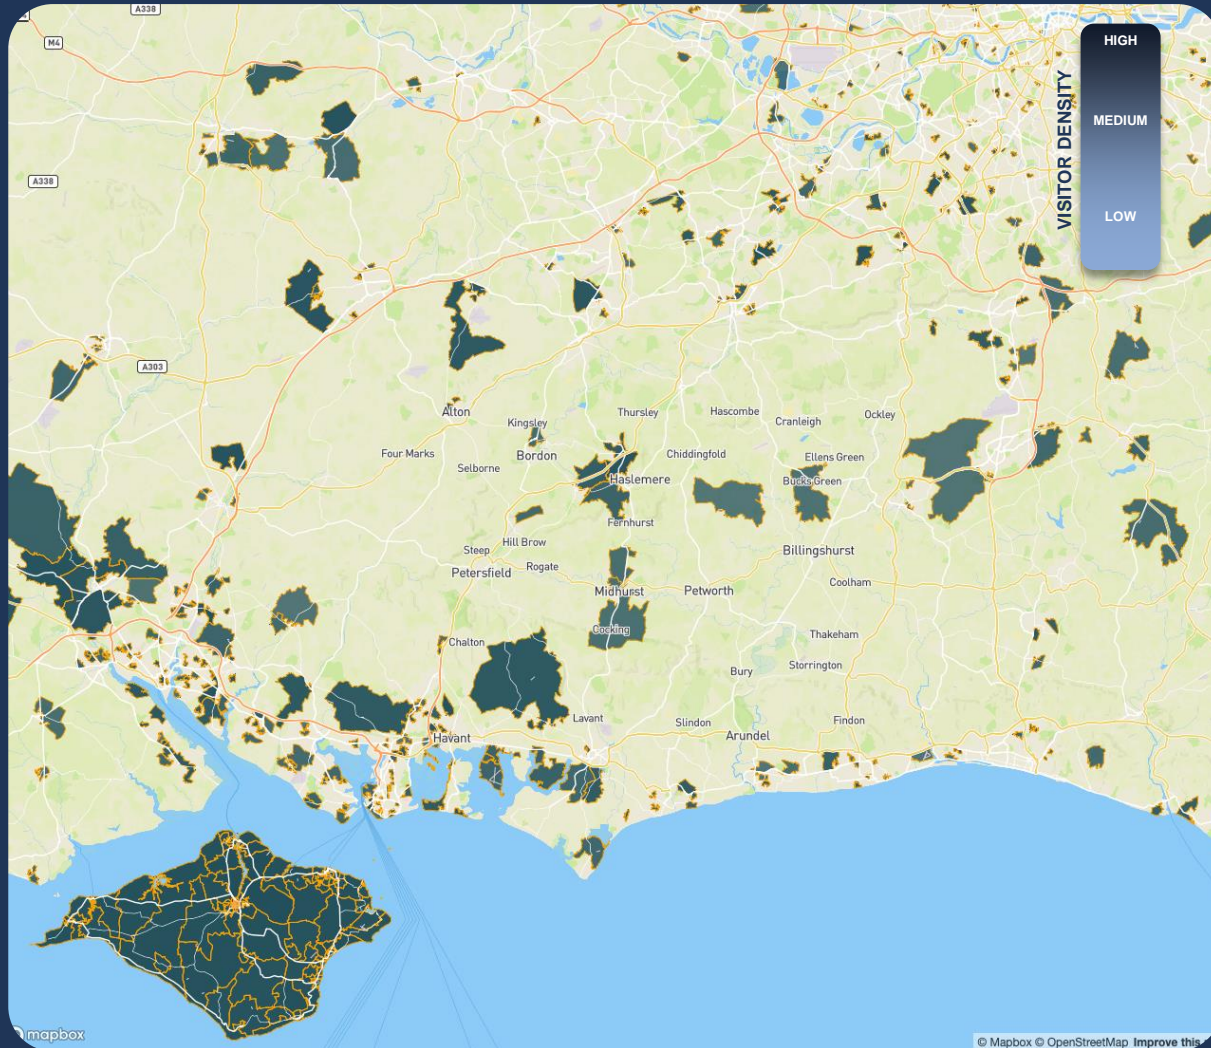 A338
M4
HIGH
VISITOR DENSITY
MEDIUM
A338
LOW
A303
Alton
Kingsley
Thursley
Hascombe
Cranleigh
Ockley
Four Marks
Selborne
Bordon
Chiddingfold
Ellens Green
Haslemere
Bucks Green
Fernhurst
Hill Brow
Steep
Billingshurst
Rogate
Petersfield
Coolham
Midhurst
Petworth
Cocking
Thakeham
Chalton
Storrington
Bury
Lavant
Slindon
Findon
Havant
Arundel
mapbox
© Mapbox © OpenStreetMap Improve this